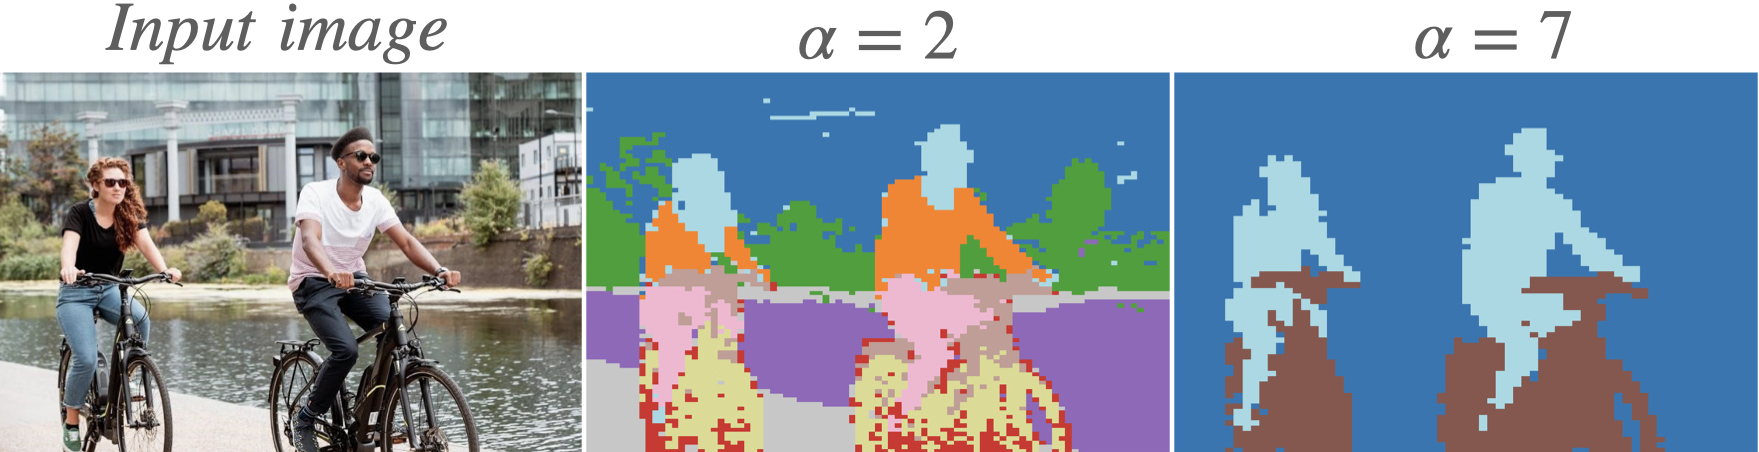 Input image
α = 2
α = 7